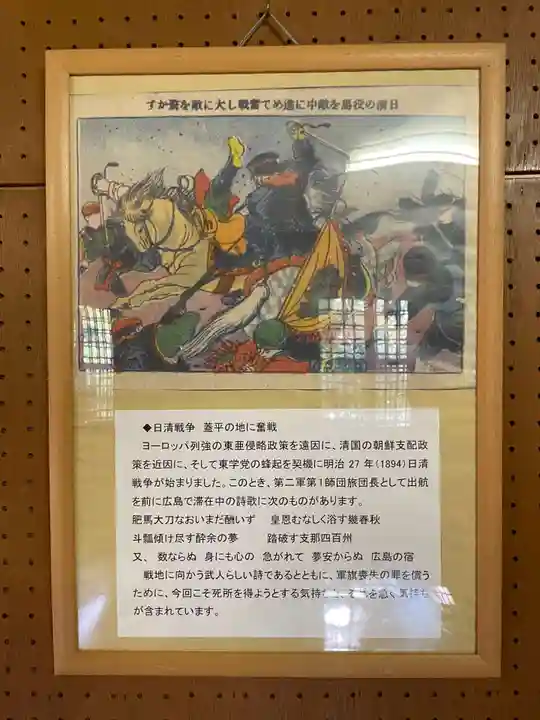 日淸の役馬を敵中に進めて奮戰し大に敵を驚かす
◆日清戦争　蓋平の地に奮戦
ヨーロッパ列強の東亜侵略政策を遠因に、清国の朝鮮支配政
策を近因に、そして東学党の蜂起を契機に明治 27 年(1894)日清
戦争が始まりました。このとき、第二軍第1師団旅団長として出航
を前に広島で滞在中の詩歌に次のものがあります。
肥馬大刀なおいまだ酬いず　皇恩むなしく浴す幾春秋
斗瓢傾け尽す酔余の夢　踏破す支那四百州
又、 数ならぬ 身にも心の 急がれて 夢安からぬ 広島の宿
戦地に向かう武人らしい詩であるとともに、軍旗喪失の罪を償う
ために、今回こそ死所を得ようとする気持
が含まれています。